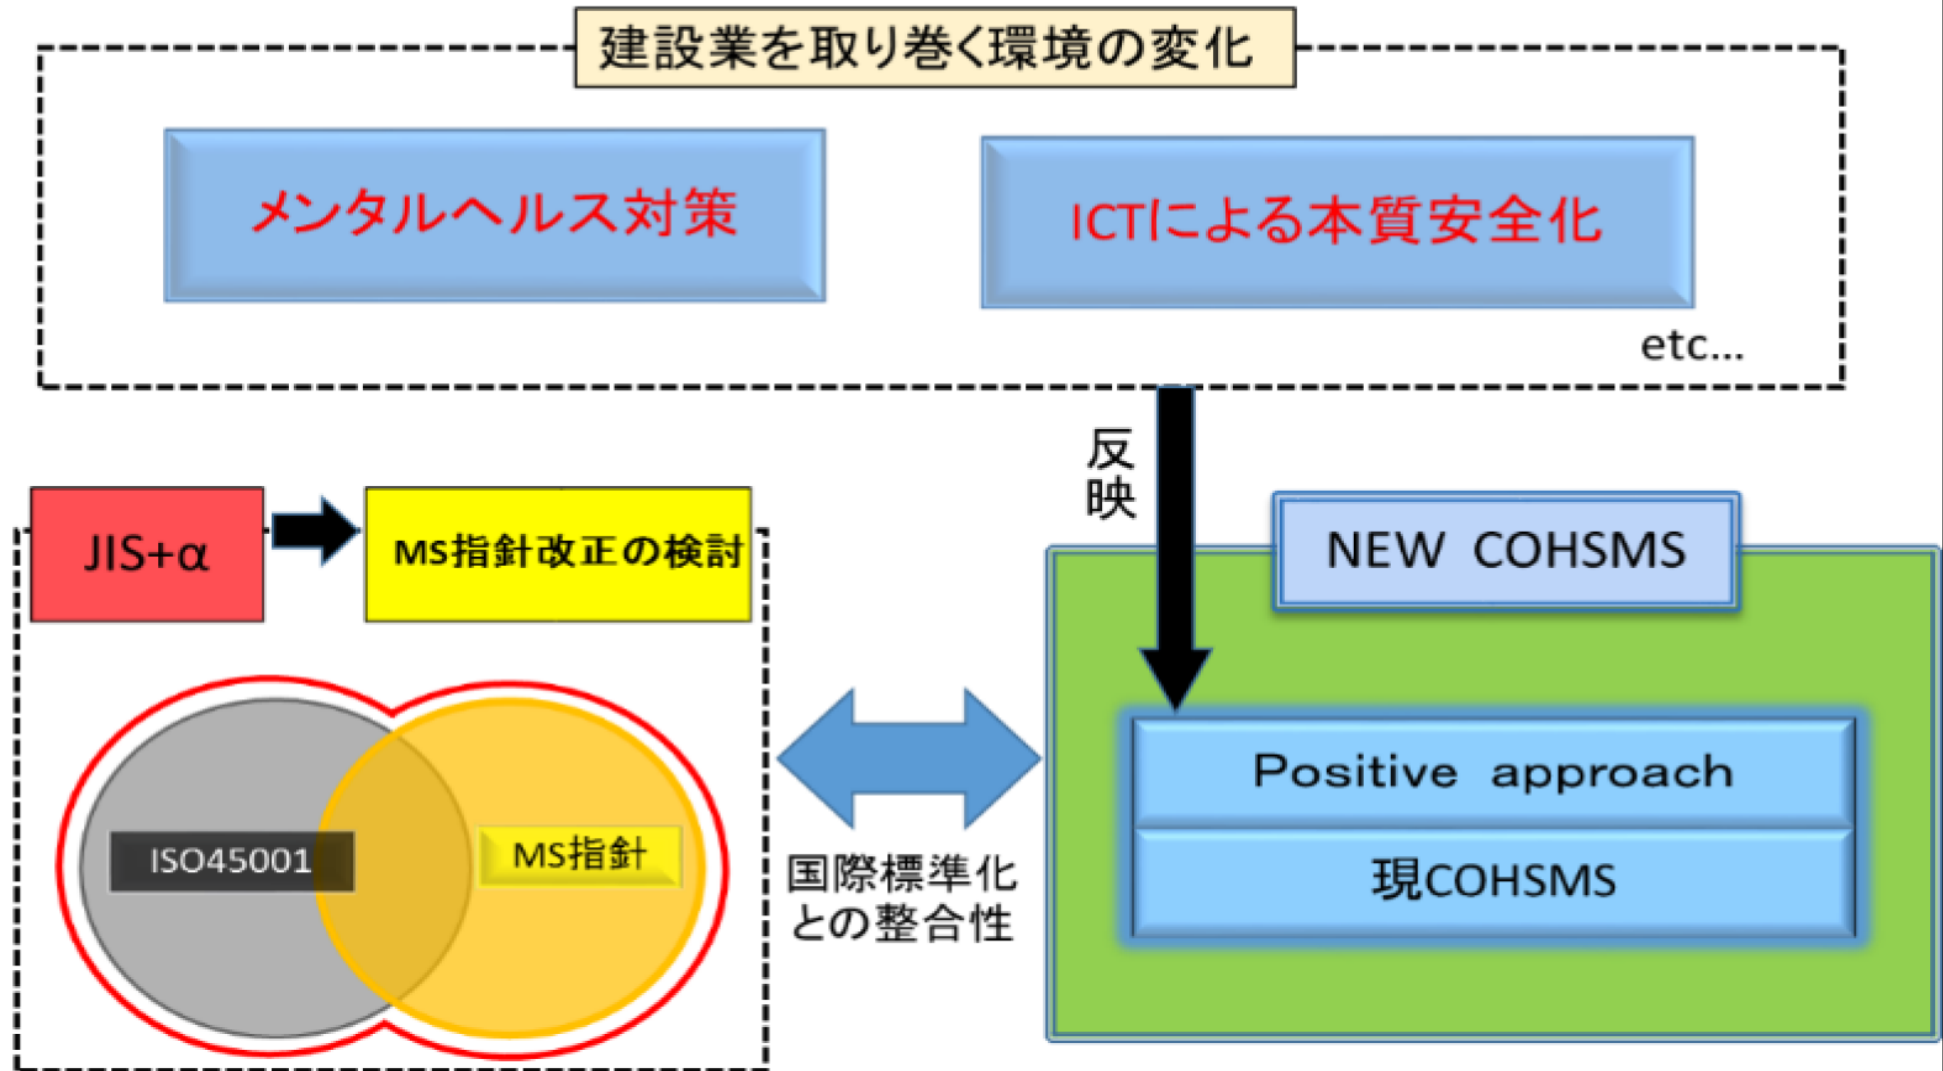 建設業を取り巻く環境の変化
メンタルヘルス対策
ICTによる本質安全化
etc...
反映
JIS+α
MS指針改正の検討
NEW COHSMS
Positive approach
現COHSMS
ISO45001
MS指針
国際標準化
との整合性